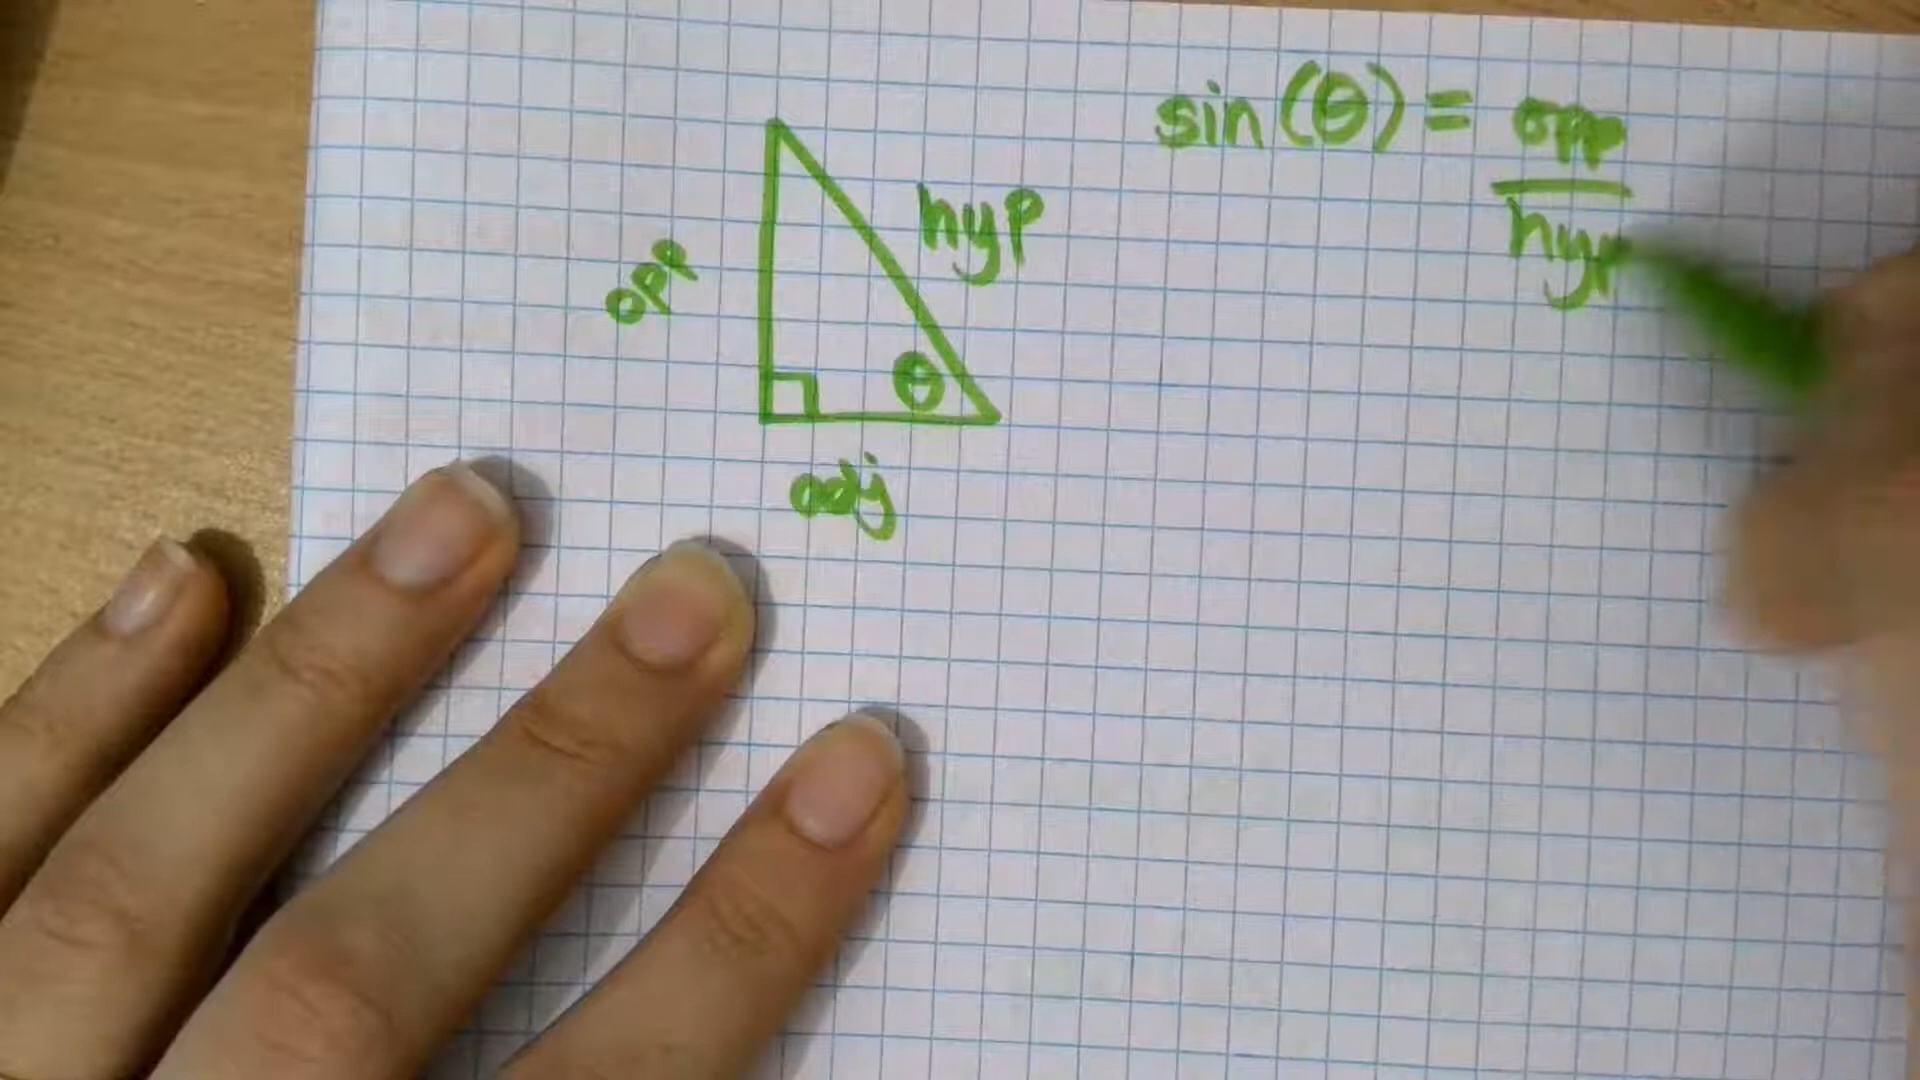 sin(θ) = opp
hyp
hyp
opp
θ
adj